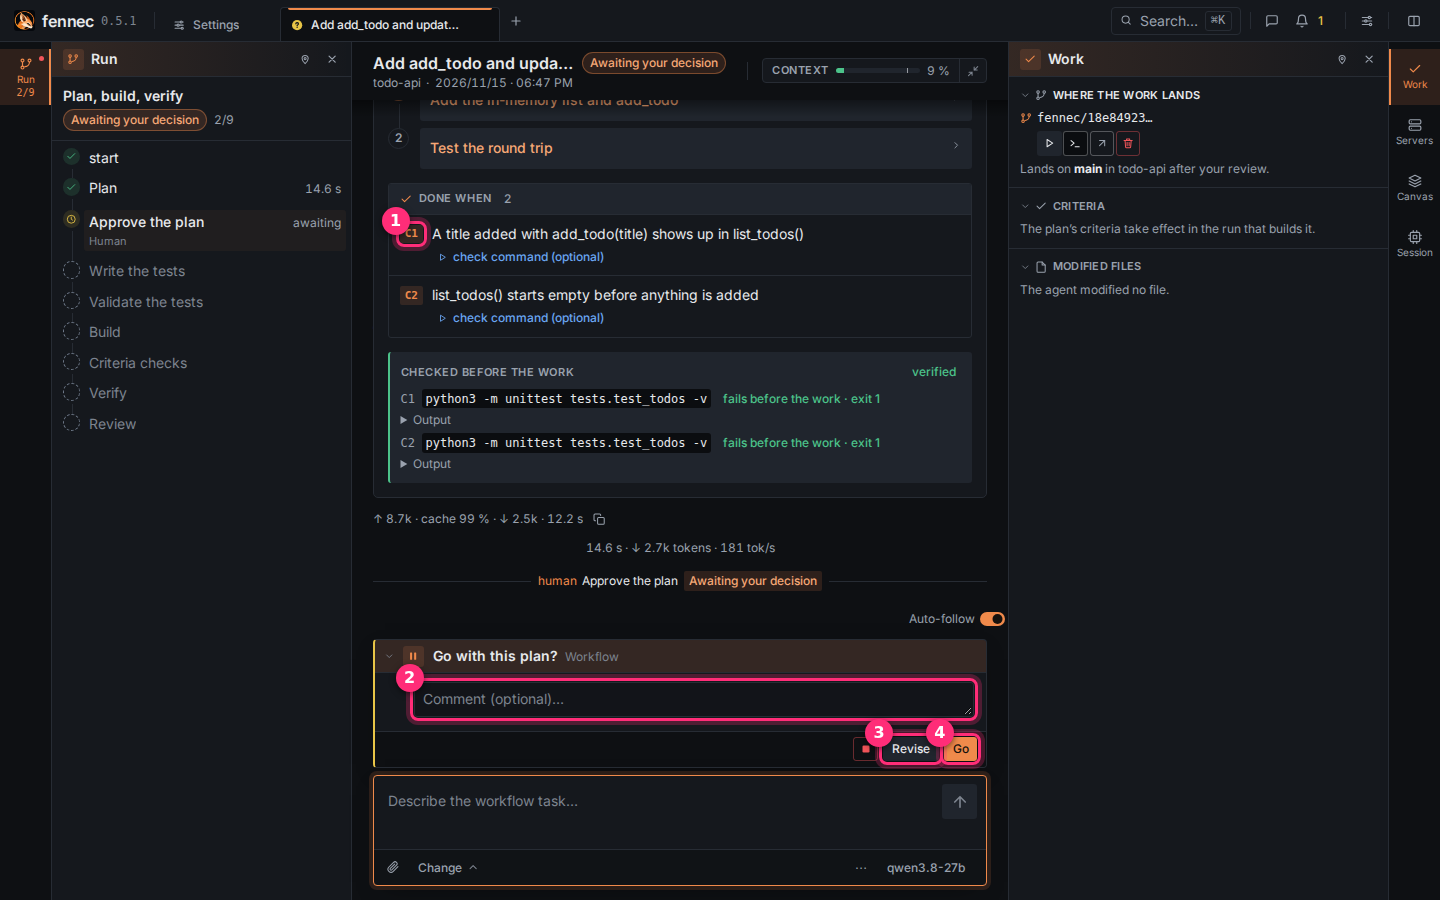 fennec 0.5.1
Settings
Add add_todo and updat...
Search... ⌘K
1
Run
2/9
Run
Plan, build, verify
Awaiting your decision 2/9
start
Plan 14.6 s
Approve the plan awaiting
Human
Write the tests
Validate the tests
Build
Criteria checks
Verify
Review
Add add_todo and upda... Awaiting your decision
todo-api · 2026/11/15 · 06:47 PM
CONTEXT 9 %
Add the in-memory list and add_todo
2 Test the round trip
DONE WHEN 2
1
C1 A title added with add_todo(title) shows up in list_todos()
check command (optional)
C2 list_todos() starts empty before anything is added
check command (optional)
CHECKED BEFORE THE WORK verified
C1 python3 -m unittest tests.test_todos -v fails before the work · exit 1
Output
C2 python3 -m unittest tests.test_todos -v fails before the work · exit 1
Output
↑ 8.7k · cache 99 % · ↓ 2.5k · 12.2 s
14.6 s · ↓ 2.7k tokens · 181 tok/s
human Approve the plan Awaiting your decision
Auto-follow
Go with this plan? Workflow
2
Comment (optional)...
3 4
Revise Go
Describe the workflow task...
Change ... qwen3.8-27b
Work
WHERE THE WORK LANDS
fennec/18e84923…
Lands on main in todo-api after your review.
CRITERIA
The plan's criteria take effect in the run that builds it.
MODIFIED FILES
The agent modified no file.
Work
Servers
Canvas
Session